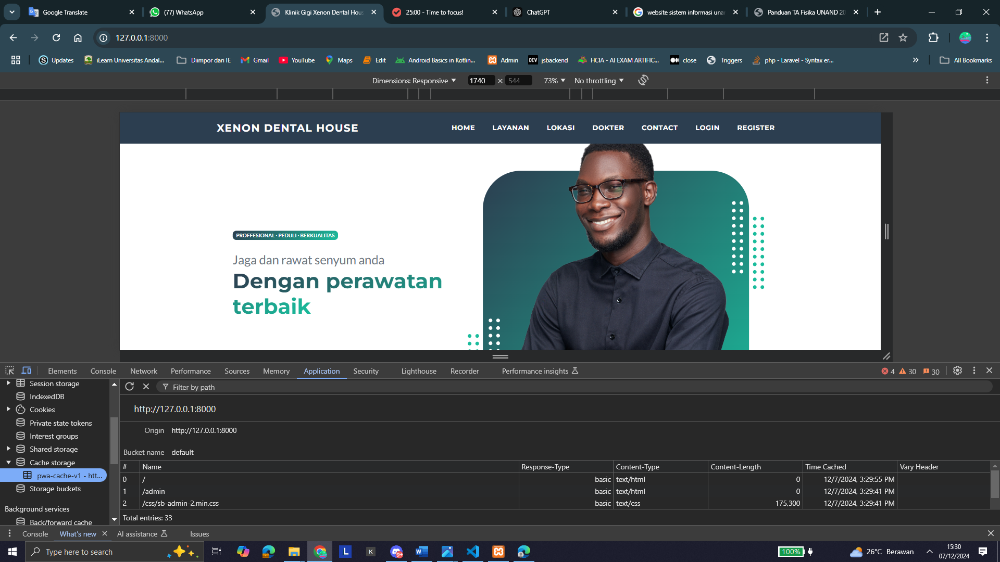 Google Translate
(77) WhatsApp
Klinik Gigi Xenon Dental Hou
25:00 - Time to focus!
ChatGPT
website sistem informasi una
Panduan TA Fisika UNAND 20
127.0.0.1:8000
Updates
iLearn Universitas Andal...
Diimpor dari IE
Gmail
YouTube
Maps
Edit
Android Basics in Kotlin...
Admin
DEV jsbackend
HCIA - AI EXAM ARTIFIC...
close
Triggers
php - Laravel - Syntax er...
All Bookmarks
Dimensions: Responsive 1740 × 544 73% No throttling
XENON DENTAL HOUSE
HOME LAYANAN LOKASI DOKTER CONTACT LOGIN REGISTER
PROFFESIONAL · PEDULI · BERKUALITAS
Jaga dan rawat senyum anda
Dengan perawatan
terbaik
Elements Console Network Performance Sources Memory Application Security Lighthouse Recorder Performance insights 4 30 30
Session storage
IndexedDB
Cookies
Private state tokens
Interest groups
Shared storage
Cache storage
pwa-cache-v1 - htt...
Storage buckets
Background services
Back/forward cache
Filter by path
http://127.0.0.1:8000
Origin http://127.0.0.1:8000
Bucket name default
# Name Response-Type Content-Type Content-Length Time Cached Vary Header
0 / basic text/html 0 12/7/2024, 3:29:55 PM
1 /admin basic text/html 0 12/7/2024, 3:29:41 PM
2 /css/sb-admin-2.min.css basic text/css 175,300 12/7/2024, 3:29:41 PM
Total entries: 33
Console What's new AI assistance Issues
Type here to search
L
K
9+
100%
26°C Berawan
15:30
07/12/2024